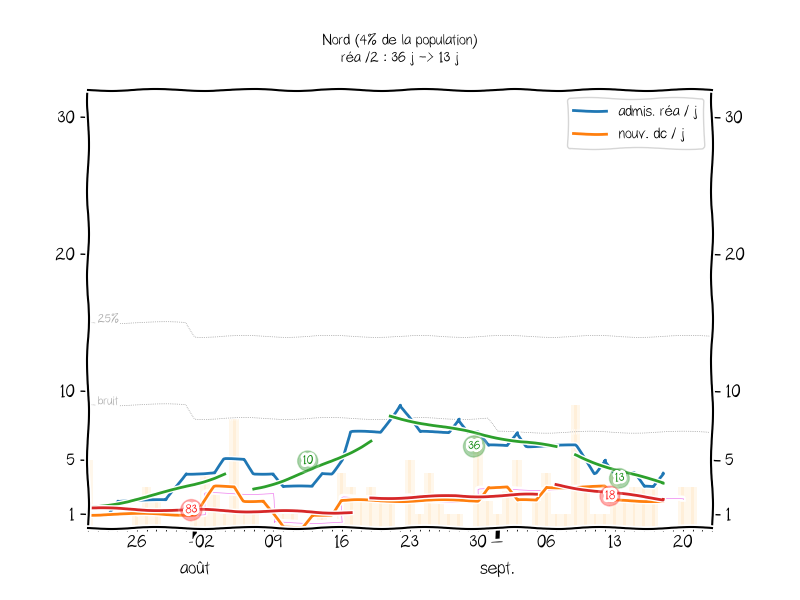 Nord (4% de la population)
réa /2 : 36 j -> 13 j
admis. réa / j
nouv. dc / j
30
30
20
20
25%
10
10
bruit
5
5
1
1
10
36
13
18
83
26 02 09 16 23 30 06 13 20
août sept.